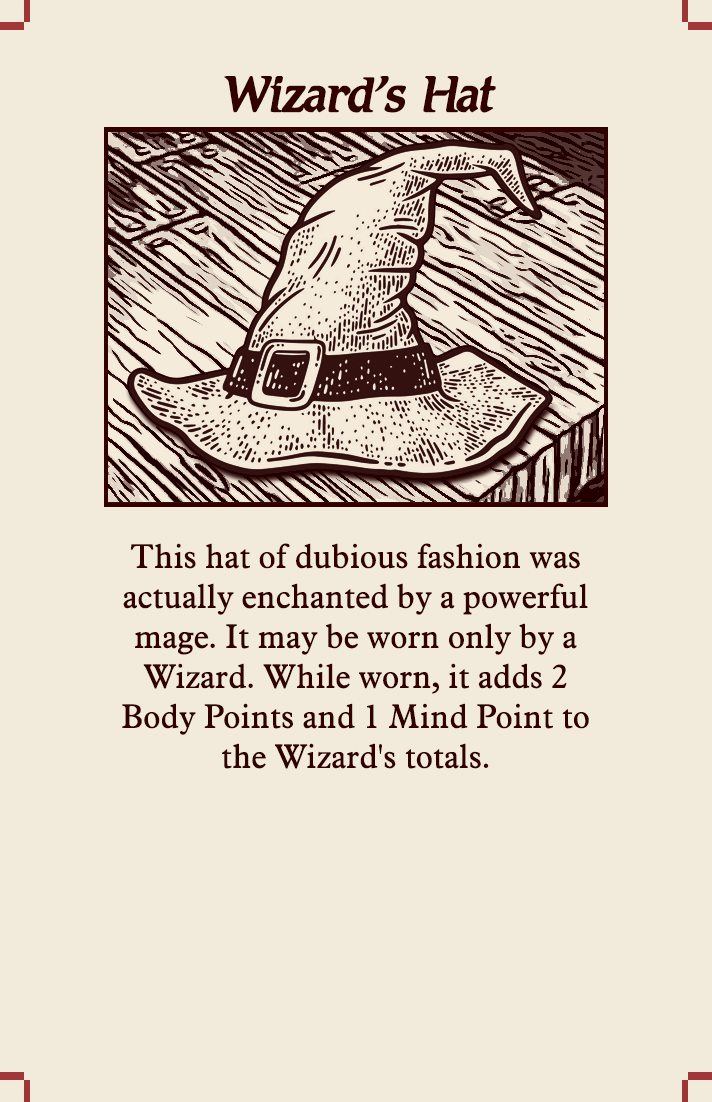 Wizard’s Hat
This hat of dubious fashion was
actually enchanted by a powerful
mage. It may be worn only by a
Wizard. While worn, it adds 2
Body Points and 1 Mind Point to
the Wizard's totals.